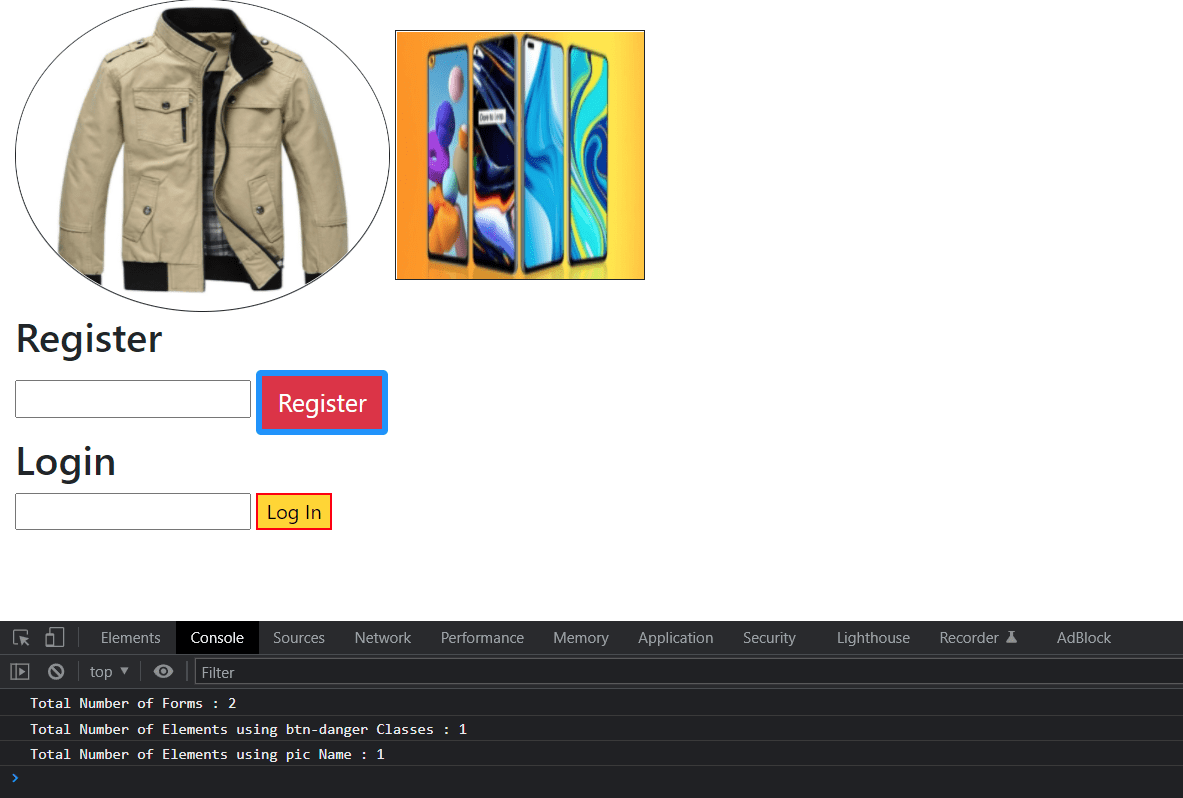 Register
Register
Login
Log In
Elements Console Sources Network Performance Memory Application Security Lighthouse Recorder AdBlock
top Filter
Total Number of Forms : 2
Total Number of Elements using btn-danger Classes : 1
Total Number of Elements using pic Name : 1